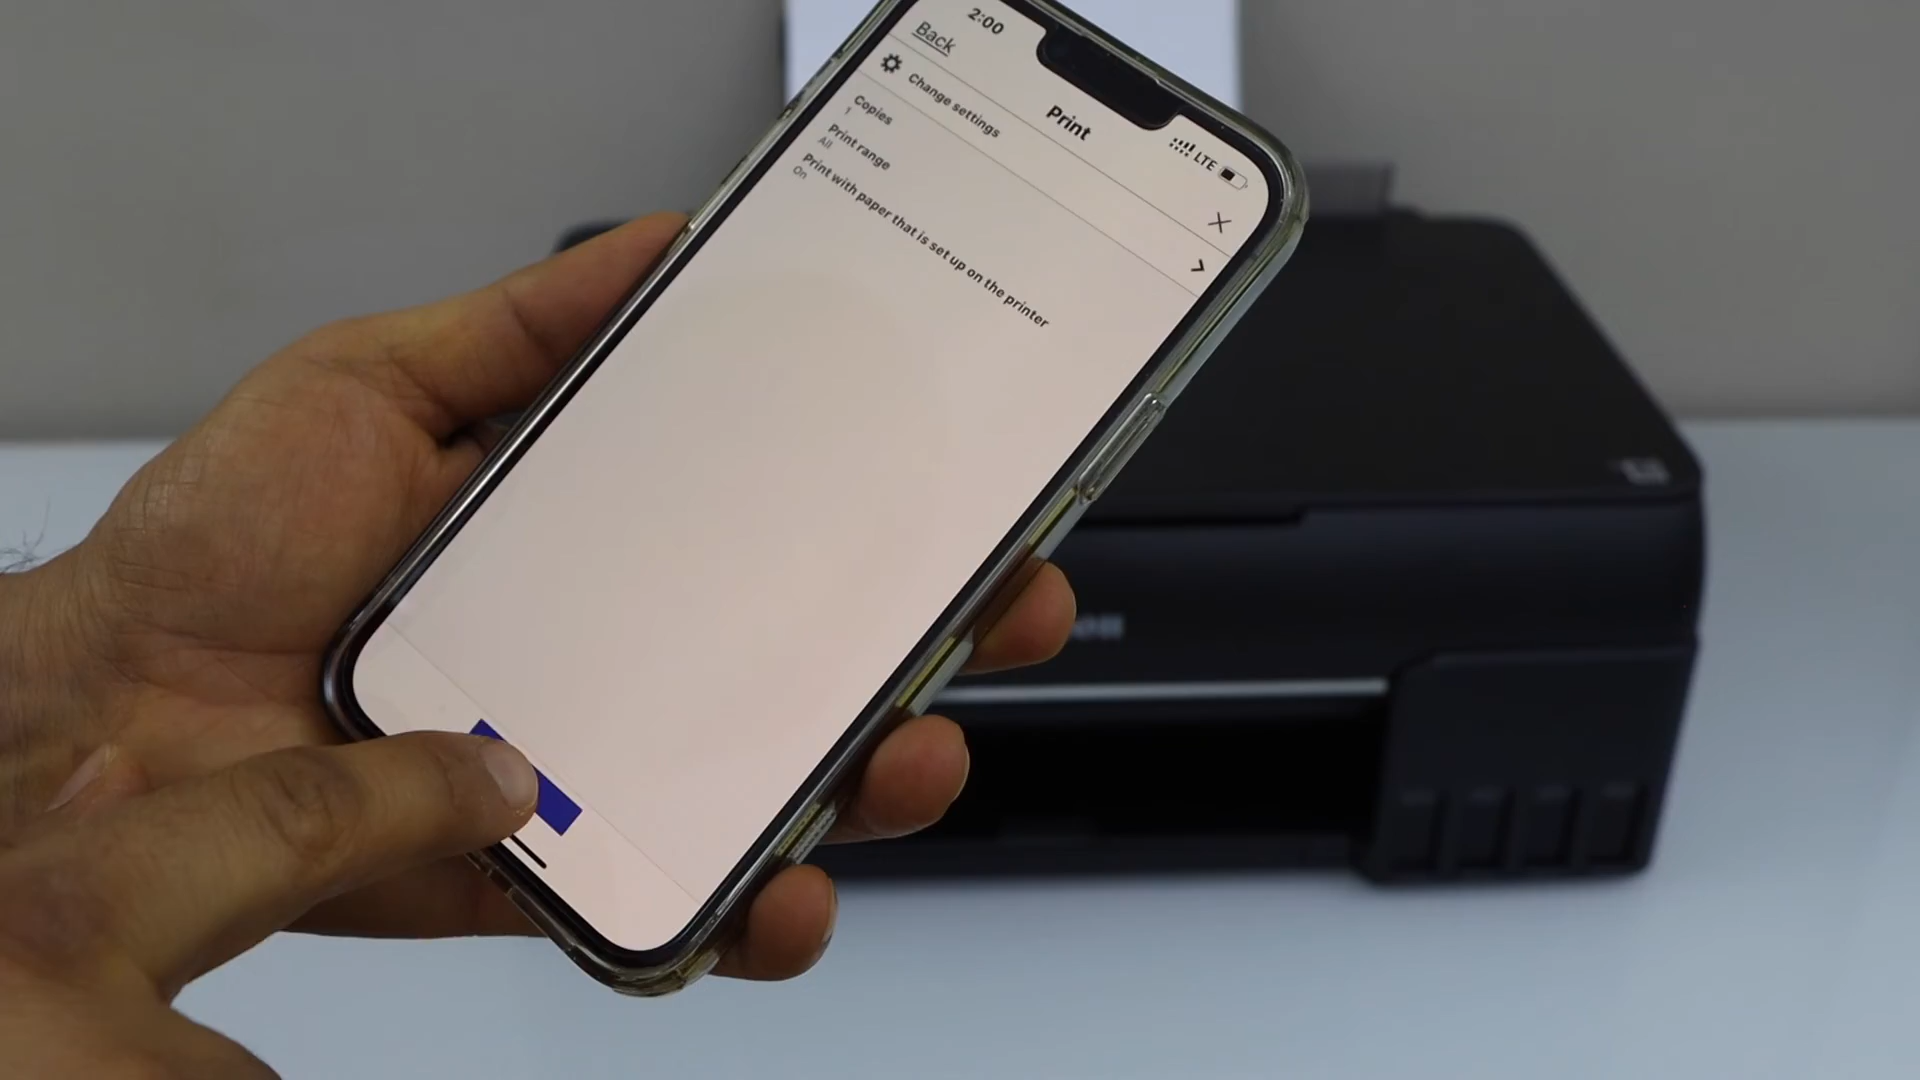 2:00
LTE
Back
Print
Change settings
Copies
1
Print range
All
Print with paper that is set up on the printer
On